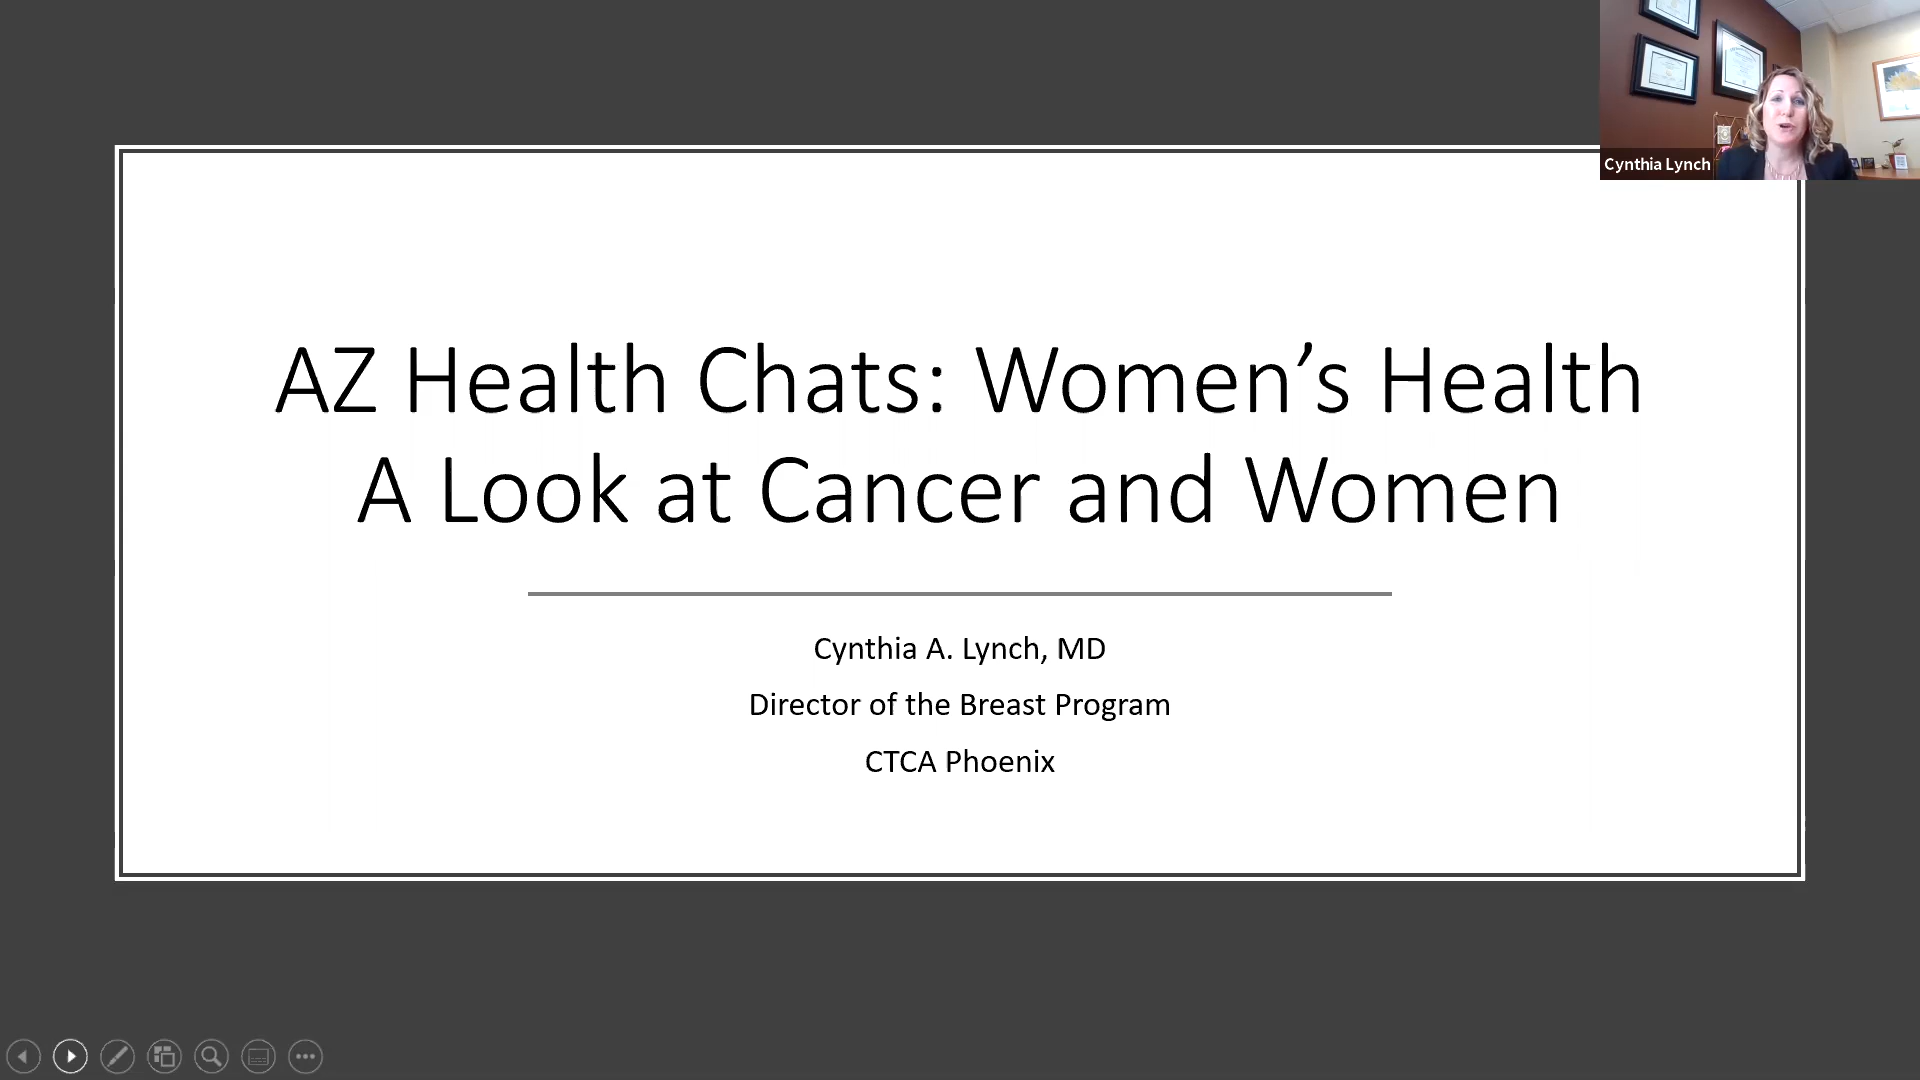 Cynthia Lynch
AZ Health Chats: Women’s Health
A Look at Cancer and Women
Cynthia A. Lynch, MD
Director of the Breast Program
CTCA Phoenix